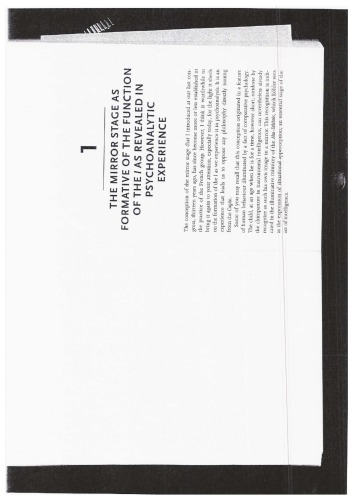 1
THE MIRROR STAGE AS
FORMATIVE OF THE FUNCTION
OF THE I AS REVEALED IN
PSYCHOANALYTIC
EXPERIENCE
The conception of the mirror stage that I introduced at our last con-
gress, thirteen years ago, has since become more or less established in
the practice of the French group. However, I think it worthwhile to
bring it again to your attention, especially today, for the light it sheds
on the formation of the I as we experience it in psychoanalysis. It is an
experience that leads us to oppose any philosophy directly issuing
from the Cogito.
Some of you may recall that this conception originated in a feature
of human behaviour illuminated by a fact of comparative psychology.
The child, at an age when he is for a time, however short, outdone by
the chimpanzee in instrumental intelligence, can nevertheless already
recognize as such his own image in a mirror. This recognition is indi-
cated in the illuminative mimicry of the Aha-Erlebnis, which Köhler sees
as the expression of situational apperception, an essential stage of the
act of intelligence.